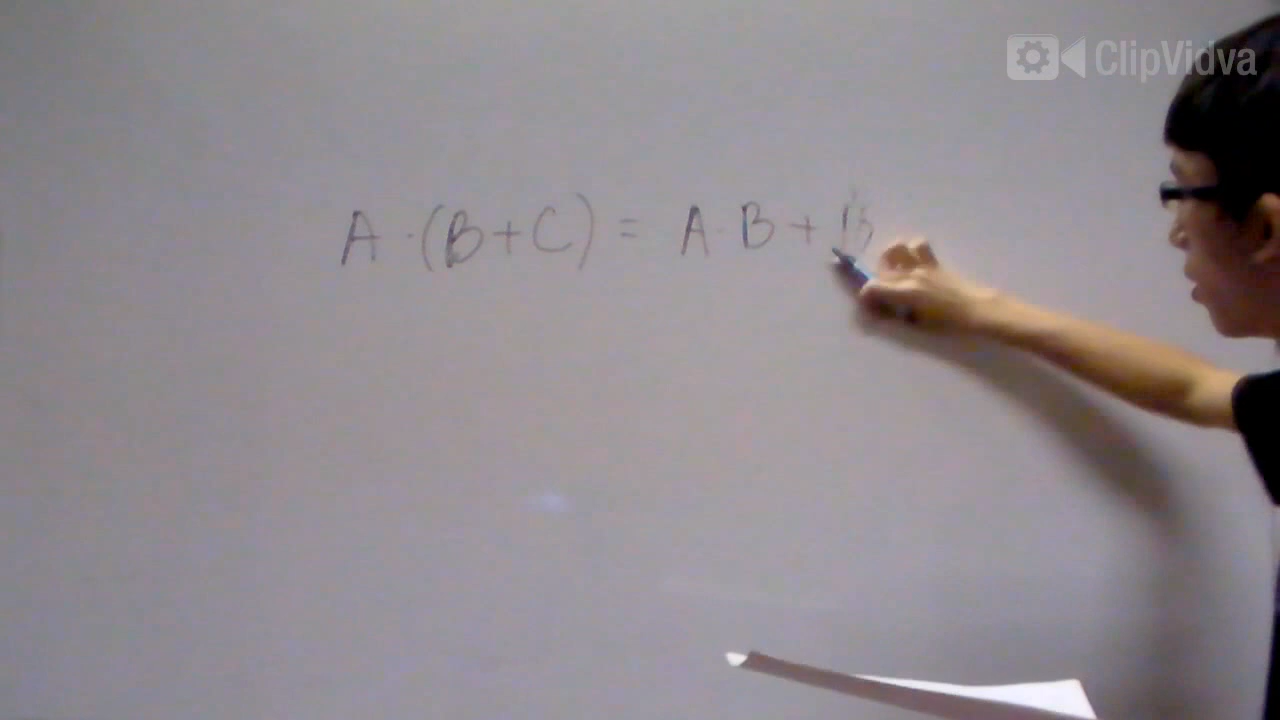 ClipVidva
A · (B + C) = A · B + B